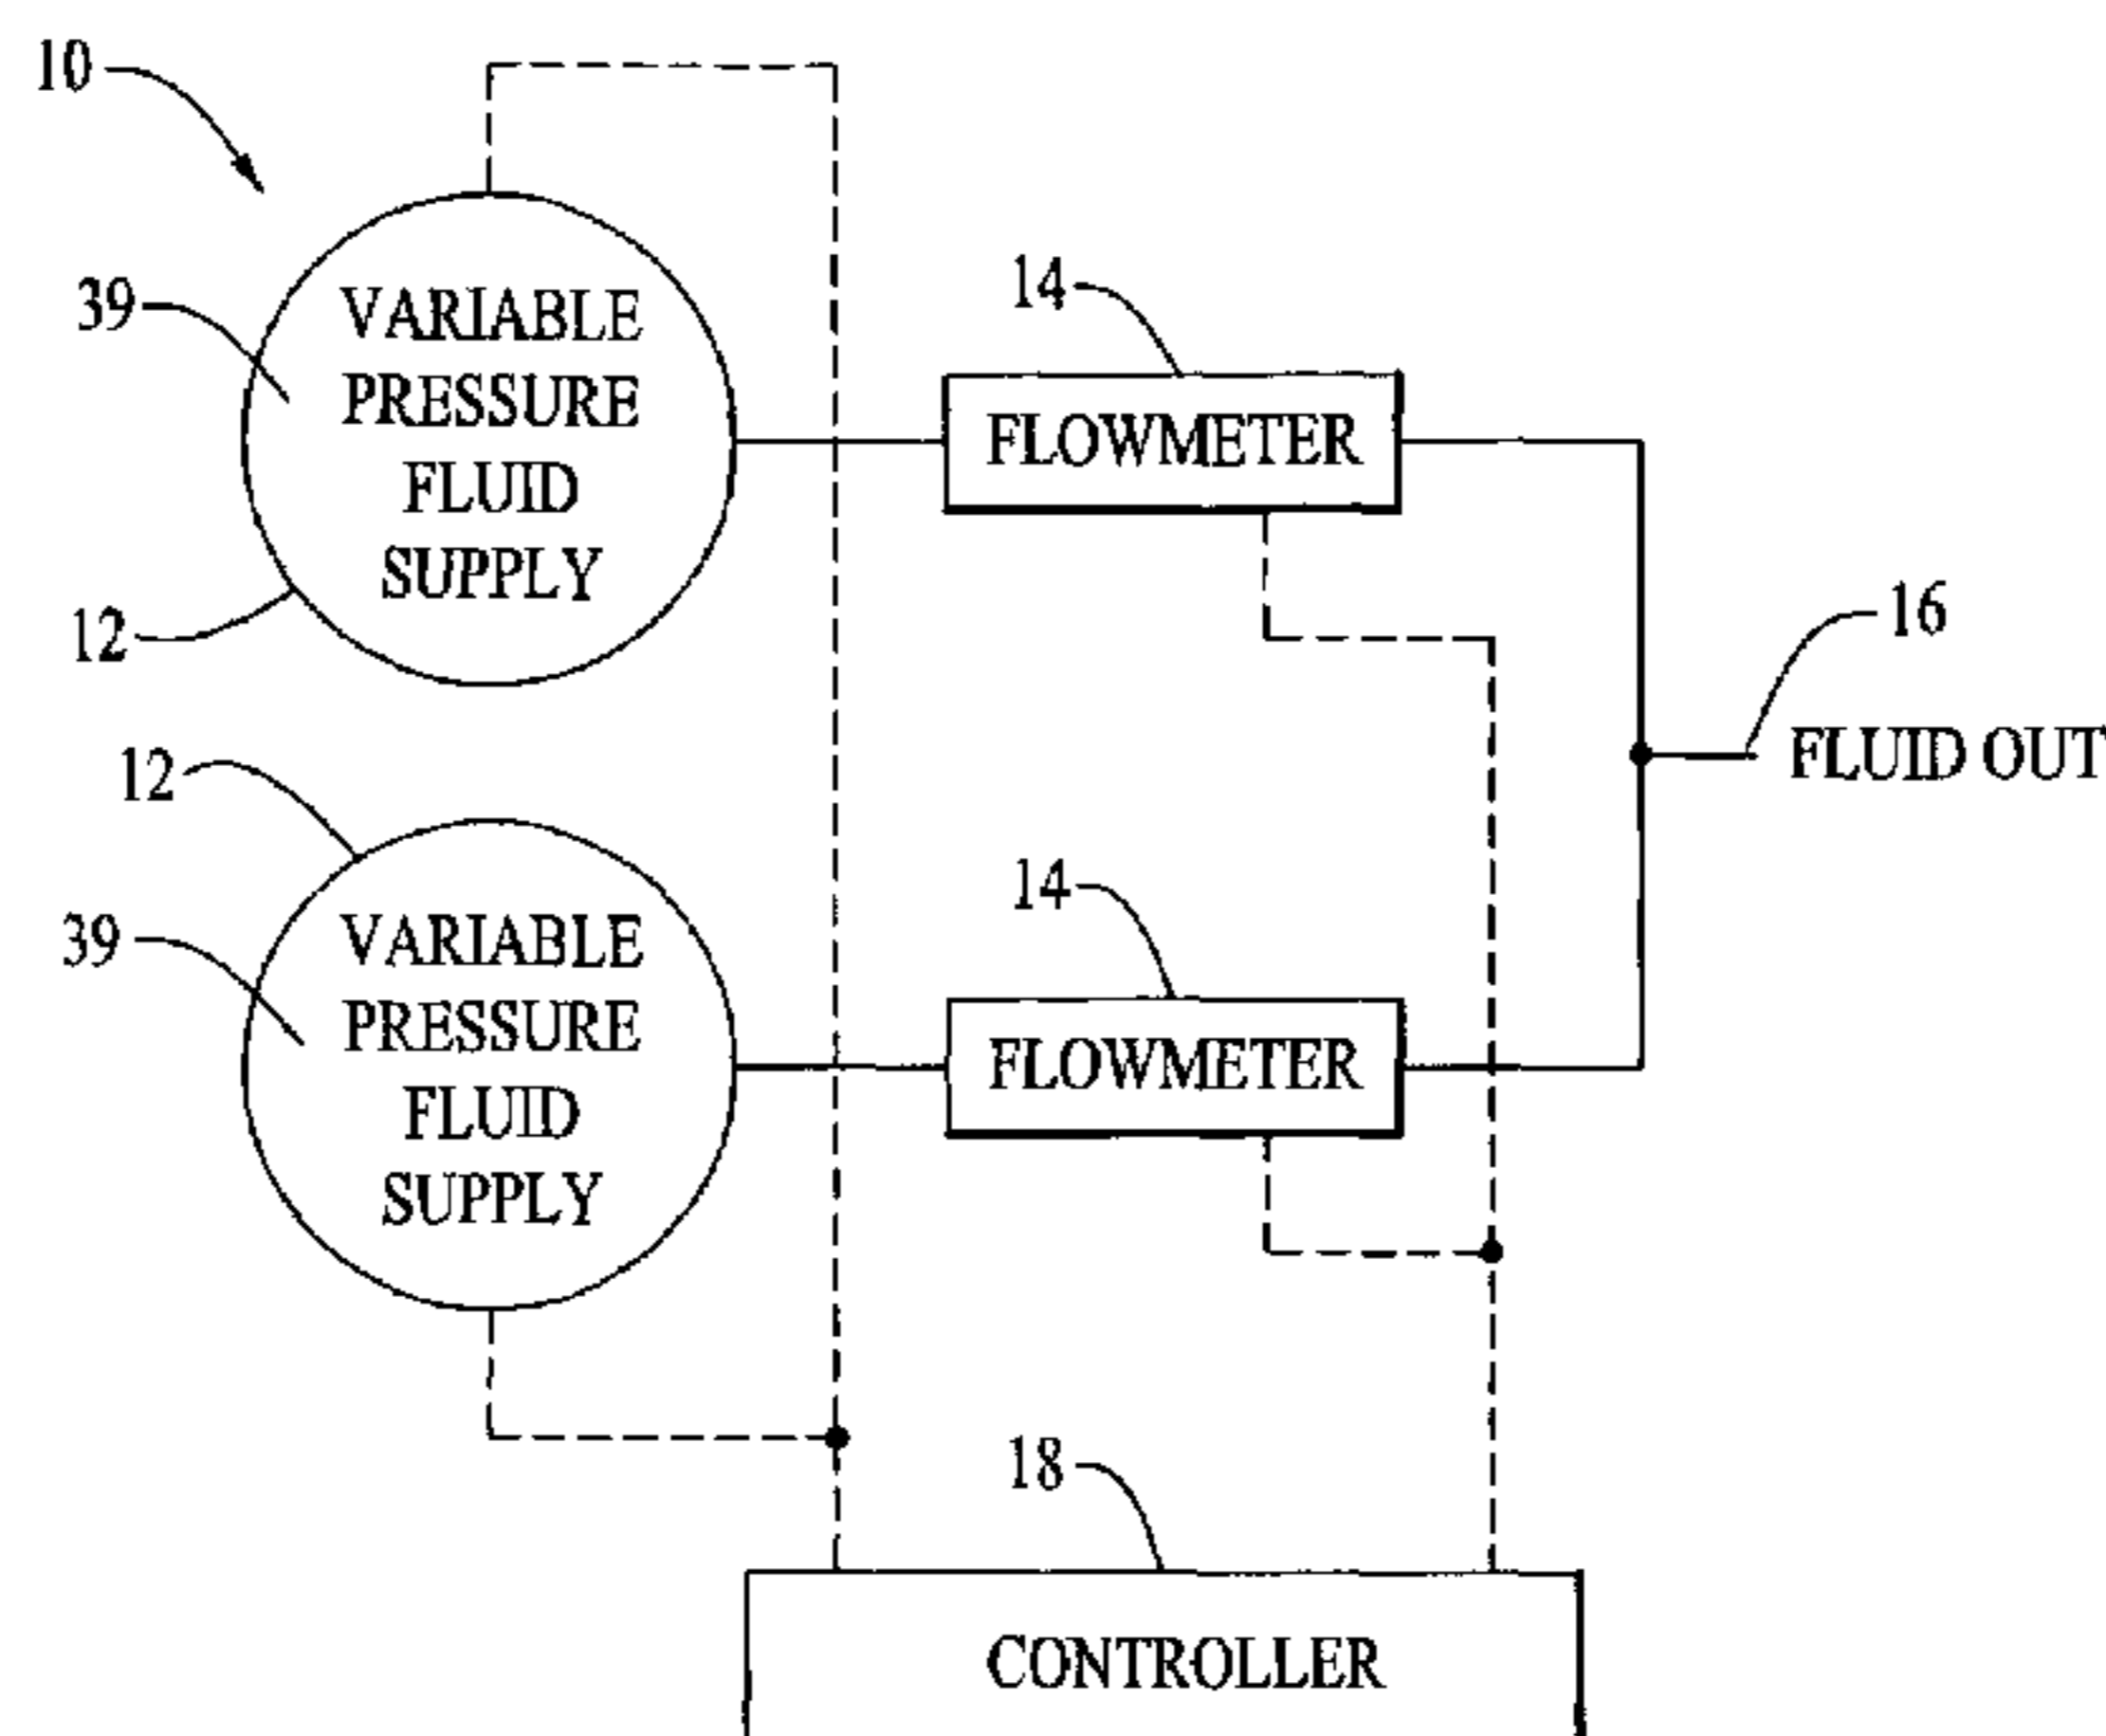 10
39
VARIABLE
PRESSURE
FLUID
SUPPLY
12
14
FLOWMETER
16
FLUID OUT
12
39
VARIABLE
PRESSURE
FLUID
SUPPLY
14
FLOWMETER
18
CONTROLLER